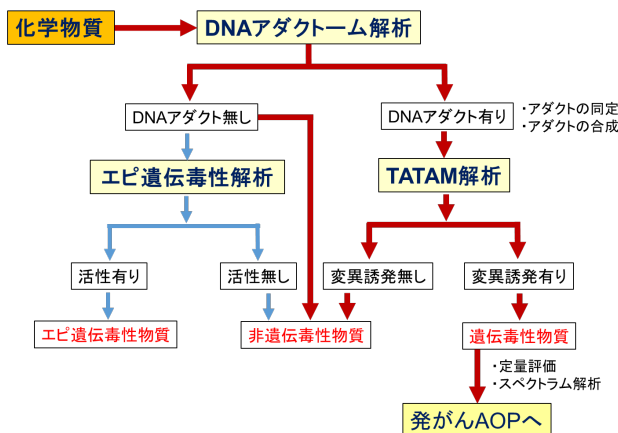 化学物質
DNAアダクトーム解析
DNAアダクト無し
DNAアダクト有り
・アダクトの同定
・アダクトの合成
エピ遺伝毒性解析
TATAM解析
活性有り
活性無し
変異誘発無し
変異誘発有り
エピ遺伝毒性物質
非遺伝毒性物質
遺伝毒性物質
・定量評価
・スペクトラム解析
発がんAOPへ